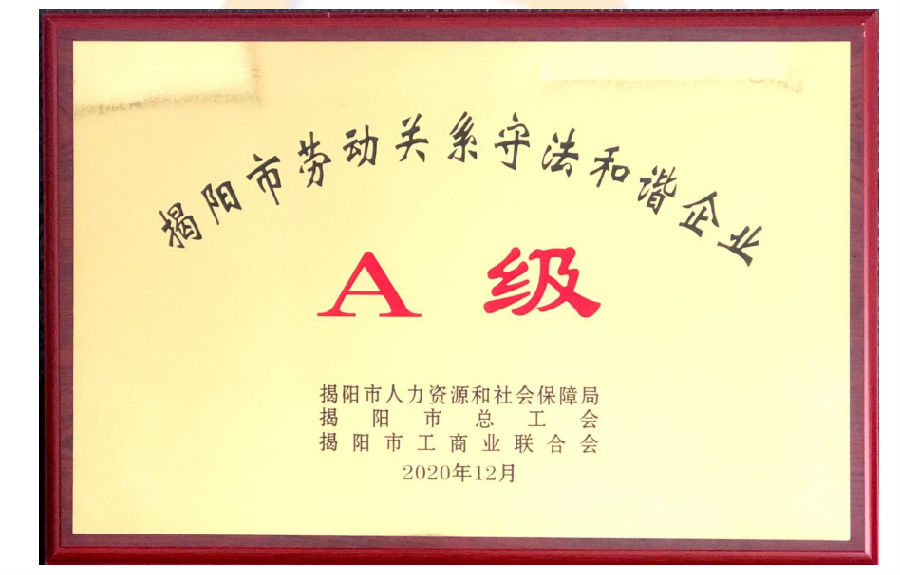 揭阳市劳动关系守法和谐企业
A 级
揭阳市人力资源和社会保障局
揭阳市总工会
揭阳市工商业联合会
2020年12月